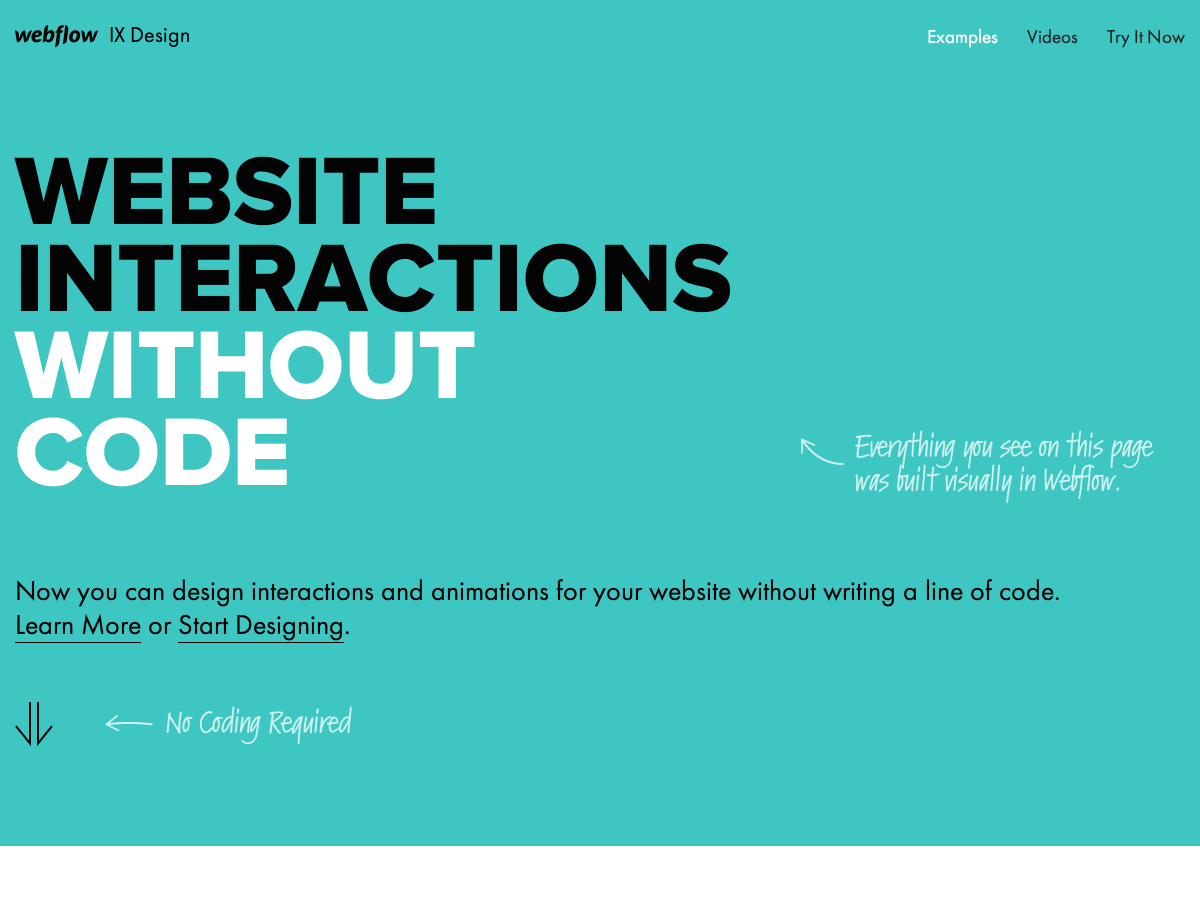 webflow IX Design
Examples Videos Try It Now
WEBSITE
INTERACTIONS
WITHOUT
CODE
Everything you see on this page
was built visually in Webflow.
Now you can design interactions and animations for your website without writing a line of code.
Learn More or Start Designing.
No Coding Required